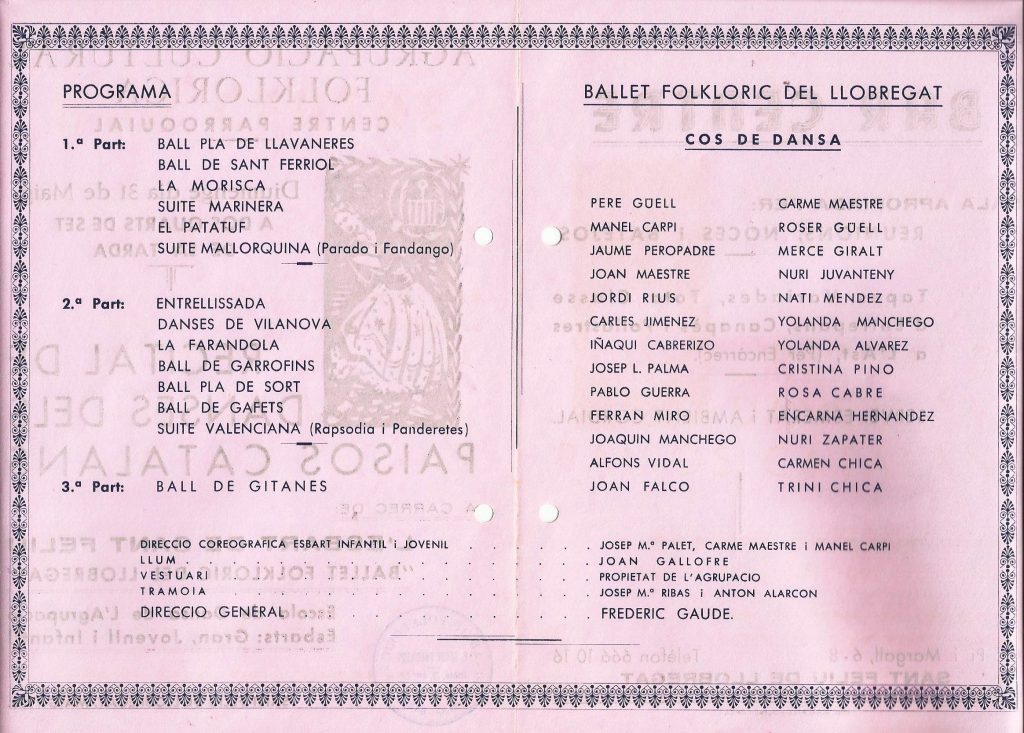 PROGRAMA
1.ª Part: BALL PLA DE LLAVANERES
BALL DE SANT FERRIOL
LA MORISCA
SUITE MARINERA
EL PATATUF
SUITE MALLORQUINA (Parado i Fandango)
2.ª Part: ENTRELLISSADA
DANSES DE VILANOVA
LA FARANDOLA
BALL DE GARROFINS
BALL PLA DE SORT
BALL DE GAFETS
SUITE VALENCIANA (Rapsodia i Panderetes)
3.ª Part: BALL DE GITANES
BALLET FOLKLORIC DEL LLOBREGAT
COS DE DANSA
PERE GÜELL CARME MAESTRE
MANEL CARPI ROSER GÜELL
JAUME PEROPADRE MERCE GIRALT
JOAN MAESTRE NURI JUVANTENY
JORDI RIUS NATI MENDEZ
CARLES JIMENEZ YOLANDA MANCHEGO
IÑAQUI CABRERIZO YOLANDA ALVAREZ
JOSEP L. PALMA CRISTINA PINO
PABLO GUERRA ROSA CABRE
FERRAN MIRO ENCARNA HERNANDEZ
JOAQUIN MANCHEGO NURI ZAPATER
ALFONS VIDAL CARMEN CHICA
JOAN FALCO TRINI CHICA
DIRECCIO COREOGRAFICA ESBART INFANTIL i JOVENIL . . . . . . JOSEP M.ª PALET, CARME MAESTRE i MANEL CARPI
LLUM . . . . . . JOAN GALLOFRE
VESTUARI . . . . . . PROPIETAT DE L'AGRUPACIO
TRAMOIA . . . . . . JOSEP M.ª RIBAS i ANTON ALARCON
DIRECCIO GENERAL . . . . . . FREDERIC GAUDE.